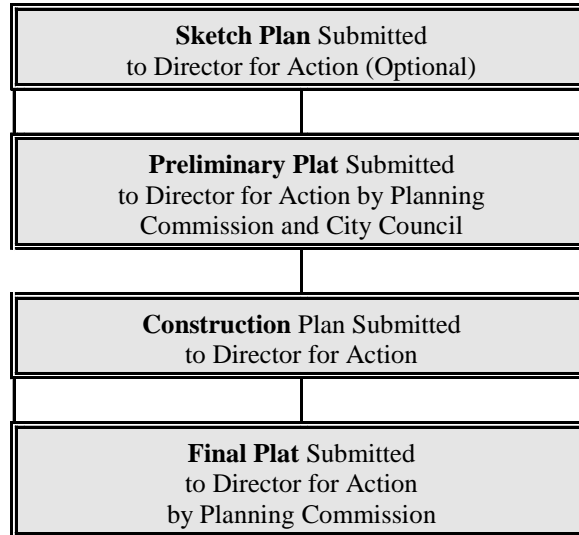 Sketch Plan Submitted
to Director for Action (Optional)
Preliminary Plat Submitted
to Director for Action by Planning
Commission and City Council
Construction Plan Submitted
to Director for Action
Final Plat Submitted
to Director for Action
by Planning Commission